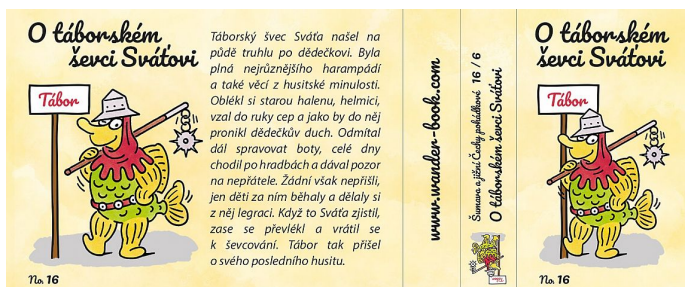 O táborském
ševci Sváťovi
Tábor
No. 16
Táborský švec Sváťa našel na
půdě truhlu po dědečkovi. Byla
plná nejrůznějšího harampádí
a také věcí z husitské minulosti.
Oblékl si starou halenu, helmici,
vzal do ruky cep a jako by do něj
pronikl dědečkův duch. Odmítal
dál spravovat boty, celé dny
chodil po hradbách a dával pozor
na nepřátele. Žádní však nepřišli,
jen děti za ním běhaly a dělaly si
z něj legraci. Když to Sváťa zjistil,
zase se převlékl a vrátil se
k ševcování. Tábor tak přišel
o svého posledního husitu.
www.wander-book.com
Šumava a jižní Čechy pohádkové 16 / 6
O táborském ševci Sváťovi
O táborském
ševci Sváťovi
Tábor
No. 16